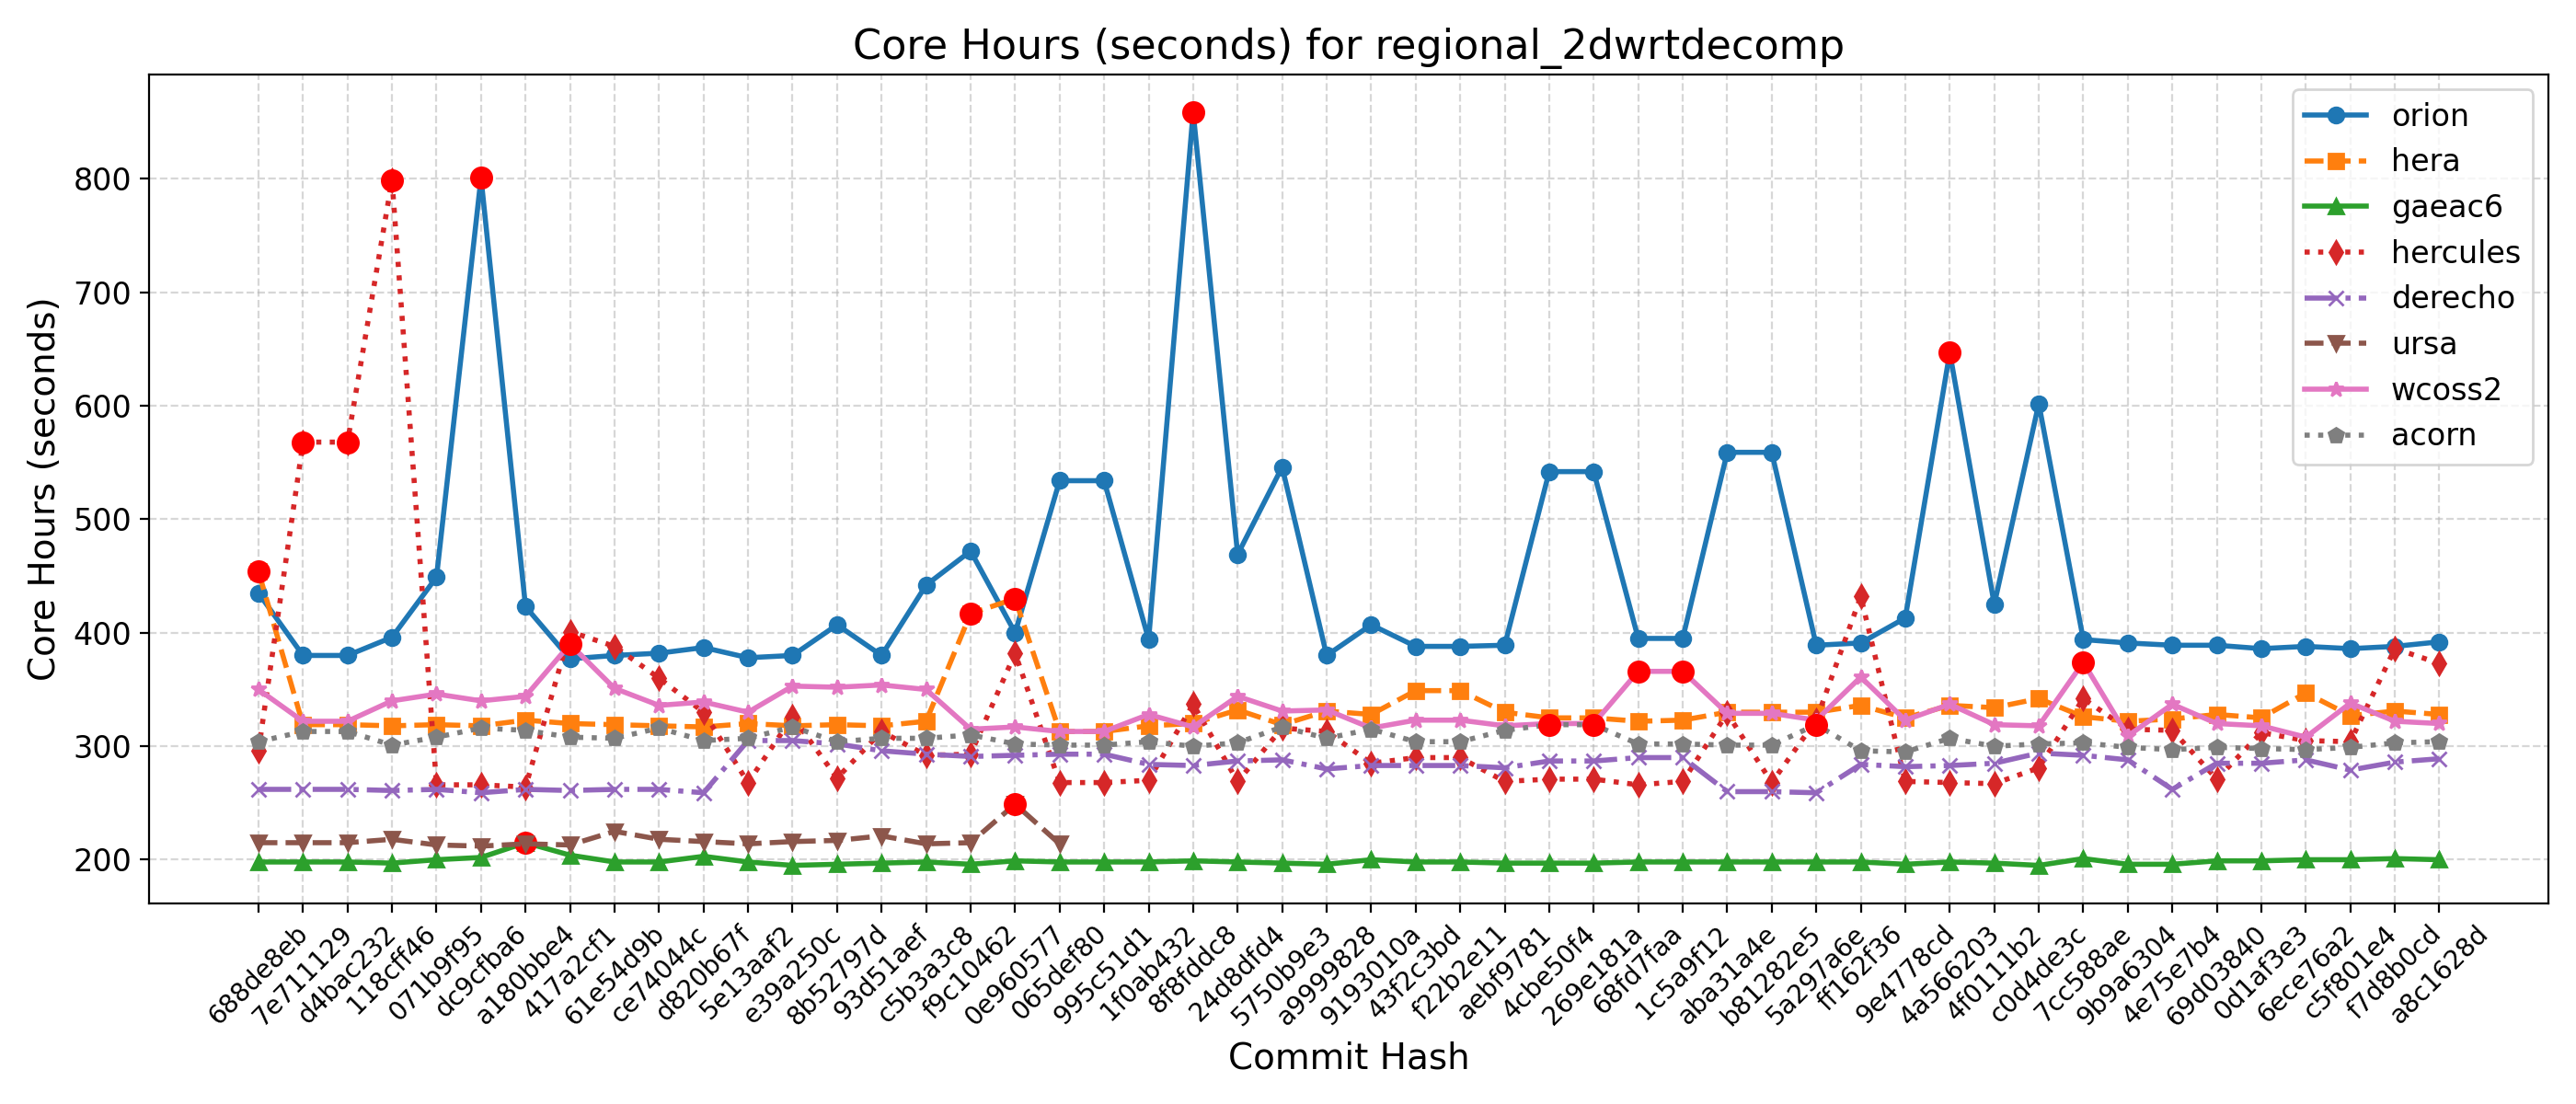 Core Hours (seconds) for regional_2dwrtdecomp
Core Hours (seconds)
800
700
600
500
400
300
200
orion
hera
gaeac6
hercules
derecho
ursa
wcoss2
acorn
688de8eb
7e711129
d4bac232
118cff46
071b9f95
dc9cfba6
a180bbe4
417a2cf1
61e54d9b
ce74044c
d820b67f
5e13aaf2
e39a250c
8b52797d
93d51aef
c5b3a3c8
f9c10462
0e960577
065def80
995c51d1
1f0ab432
8f8fddc8
24d8dfd4
5750b9e3
a9999828
9193010a
43f2c3bd
f22b2e11
aebf9781
4cbe50f4
269e181a
68fd7faa
1c5a9f12
aba31a4e
b81282e5
5a297a6e
ff162f36
9e4778cd
4a566203
4f0111b2
c0d4de3c
7cc588ae
9b9a6304
4e75e7b4
69d03840
0d1af3e3
6ece76a2
c5f801e4
f7d8b0cd
a8c1628d
Commit Hash